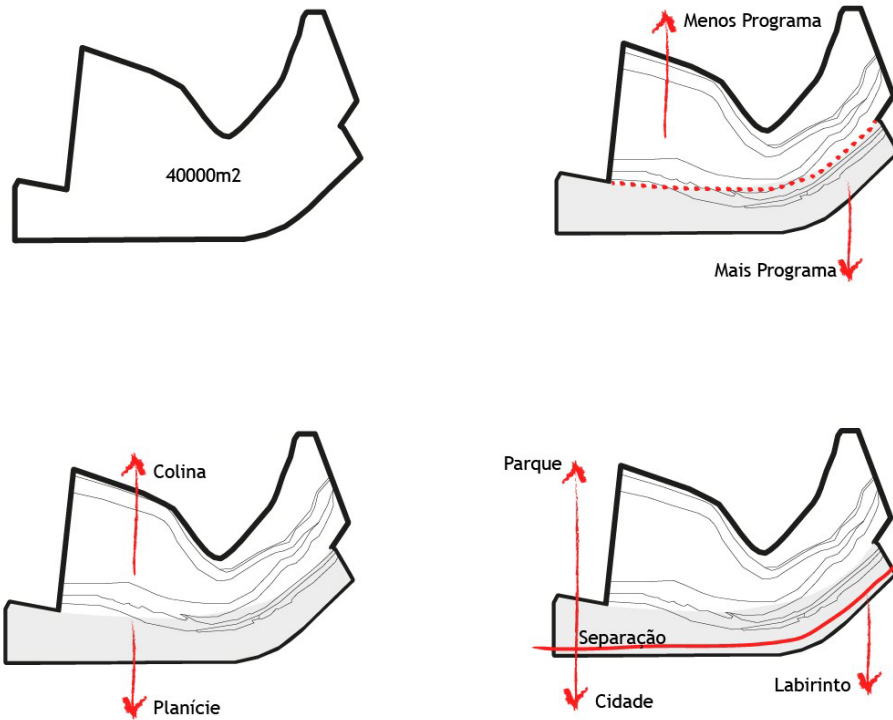 40000m2
Menos Programa
Mais Programa
Colina
Planície
Parque
Separação
Cidade
Labirinto